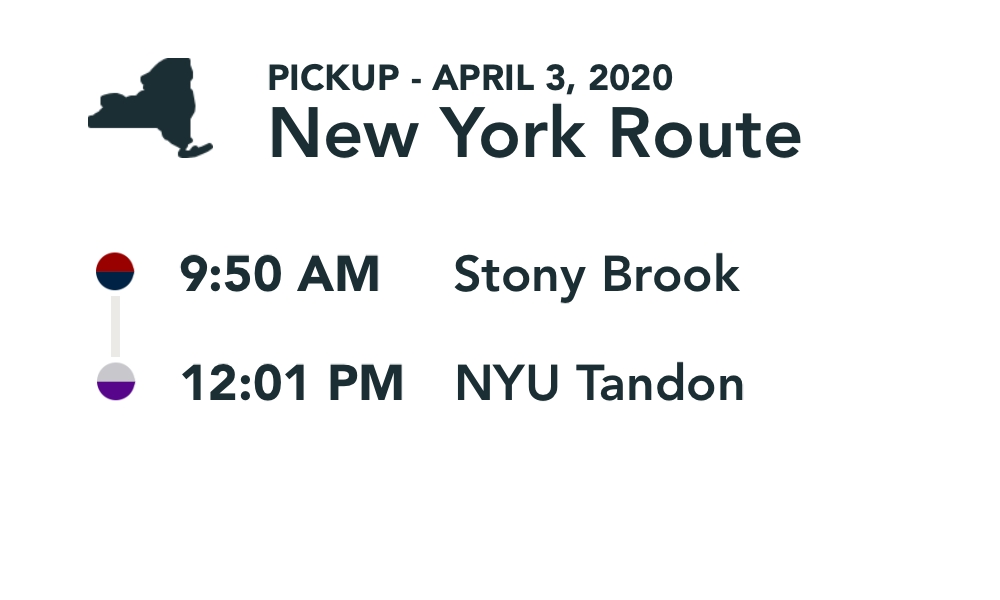 PICKUP - APRIL 3, 2020
New York Route
9:50 AM Stony Brook
12:01 PM NYU Tandon